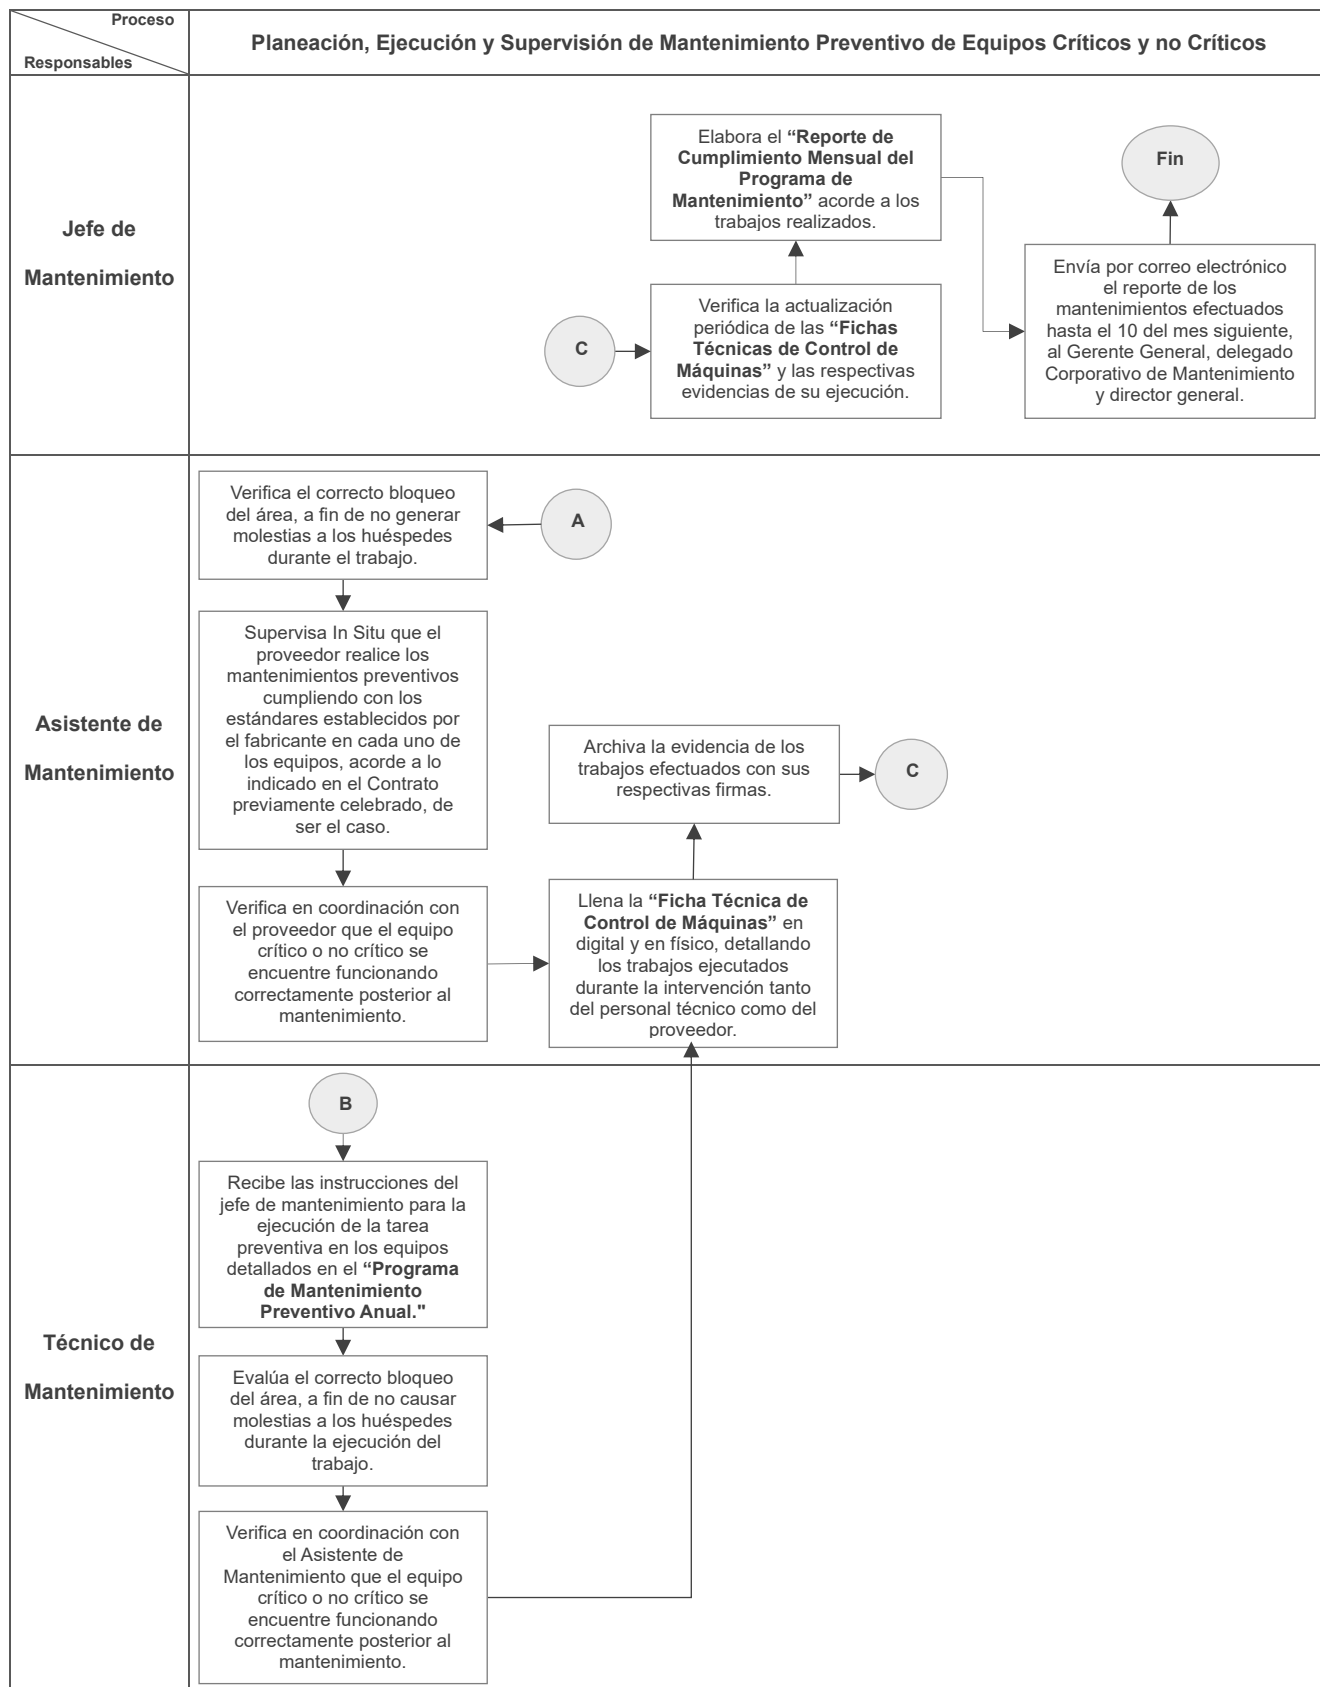 Proceso
Responsables
Planeación, Ejecución y Supervisión de Mantenimiento Preventivo de Equipos Críticos y no Críticos
Jefe de
Mantenimiento
Elabora el “Reporte de
Cumplimiento Mensual del
Programa de
Mantenimiento” acorde a los
trabajos realizados.
Fin
C
Verifica la actualización
periódica de las “Fichas
Técnicas de Control de
Máquinas” y las respectivas
evidencias de su ejecución.
Envía por correo electrónico
el reporte de los
mantenimientos efectuados
hasta el 10 del mes siguiente,
al Gerente General, delegado
Corporativo de Mantenimiento
y director general.
Asistente de
Mantenimiento
Verifica el correcto bloqueo
del área, a fin de no generar
molestias a los huéspedes
durante el trabajo.
A
Supervisa In Situ que el
proveedor realice los
mantenimientos preventivos
cumpliendo con los
estándares establecidos por
el fabricante en cada uno de
los equipos, acorde a lo
indicado en el Contrato
previamente celebrado, de
ser el caso.
Archiva la evidencia de los
trabajos efectuados con sus
respectivas firmas.
C
Verifica en coordinación con
el proveedor que el equipo
crítico o no crítico se
encuentre funcionando
correctamente posterior al
mantenimiento.
Llena la “Ficha Técnica de
Control de Máquinas” en
digital y en físico, detallando
los trabajos ejecutados
durante la intervención tanto
del personal técnico como del
proveedor.
Técnico de
Mantenimiento
B
Recibe las instrucciones del
jefe de mantenimiento para la
ejecución de la tarea
preventiva en los equipos
detallados en el “Programa
de Mantenimiento
Preventivo Anual."
Evalúa el correcto bloqueo
del área, a fin de no causar
molestias a los huéspedes
durante la ejecución del
trabajo.
Verifica en coordinación con
el Asistente de
Mantenimiento que el equipo
crítico o no crítico se
encuentre funcionando
correctamente posterior al
mantenimiento.